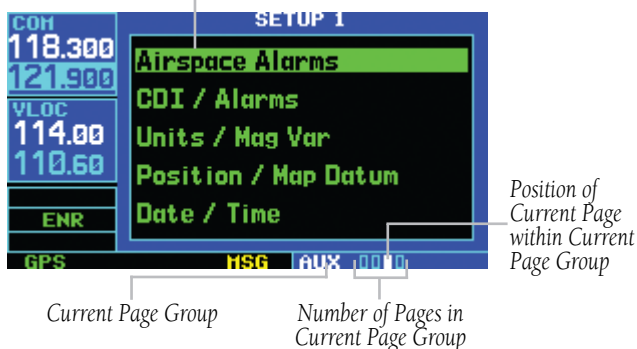 SETUP 1
COM
118.300
121.900
VLOC
114.00
110.60
ENR
Airspace Alarms
CDI / Alarms
Units / Mag Var
Position / Map Datum
Date / Time
GPS MSG AUX
Position of
Current Page
within Current
Page Group
Current Page Group
Number of Pages in
Current Page Group